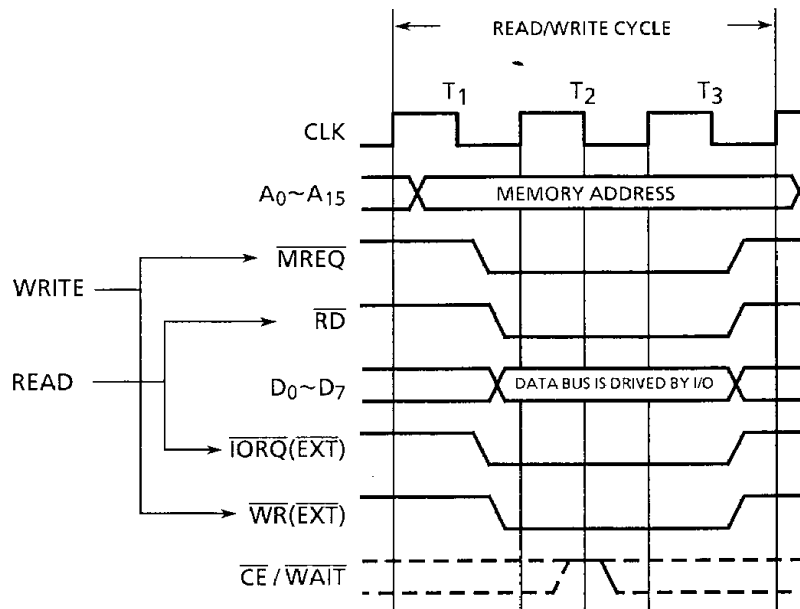 READ/WRITE CYCLE
T1 T2 T3
CLK
A0~A15 MEMORY ADDRESS
MREQ
WRITE
RD
READ
D0~D7 DATA BUS IS DRIVED BY I/O
IORQ(EXT)
WR(EXT)
CE / WAIT